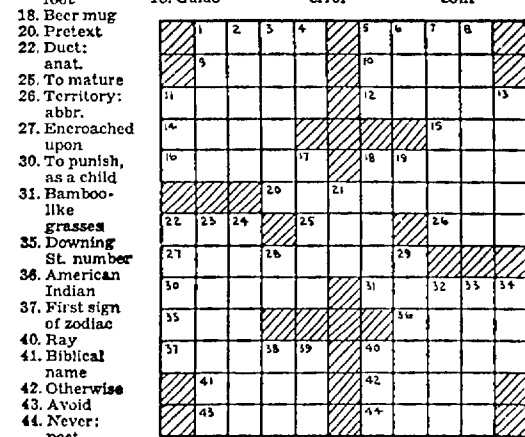 18. Beer mug
20. Pretext
22. Duct:
anat.
25. To mature
26. Territory:
abbr.
27. Encroached
upon
30. To punish,
as a child
31. Bamboo-
like
grasses
35. Downing
St. number
36. American
Indian
37. First sign
of zodiac
40. Ray
41. Biblical
name
42. Otherwise
43. Avoid
44. Never:
1 2 3 4 5 6 7 8
9 10
11 12 13
14 15
16 17 18 19
20 21
22 23 24 25 26
27 28 29
30 31 32 33 34
35 36
37 38 39 40
41 42
43 44